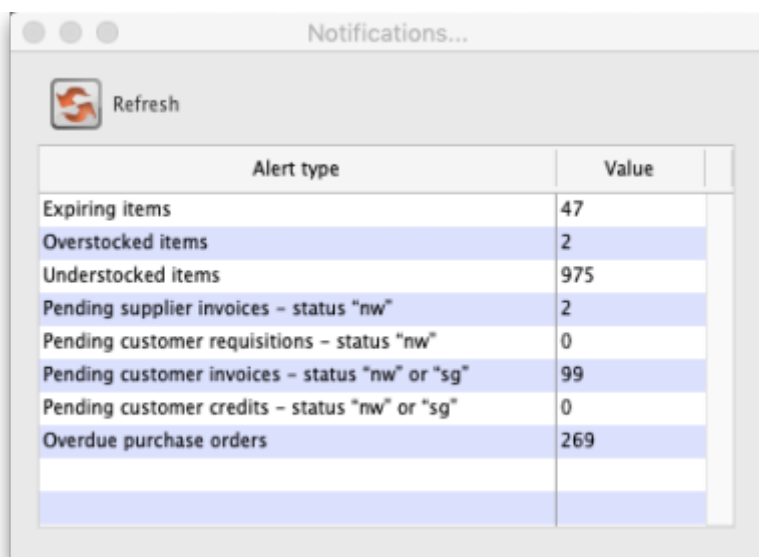 Notifications...
Refresh
Alert type Value
Expiring items 47
Overstocked items 2
Understocked items 975
Pending supplier invoices – status “nw” 2
Pending customer requisitions – status “nw” 0
Pending customer invoices – status “nw” or “sg” 99
Pending customer credits – status “nw” or “sg” 0
Overdue purchase orders 269